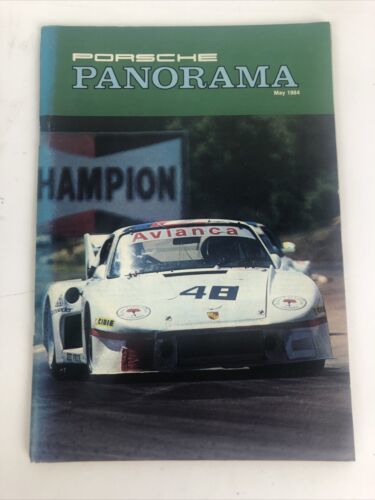 PORSCHE
PANORAMA
May 1984
HAMPION
Avianca
48
CIBIE